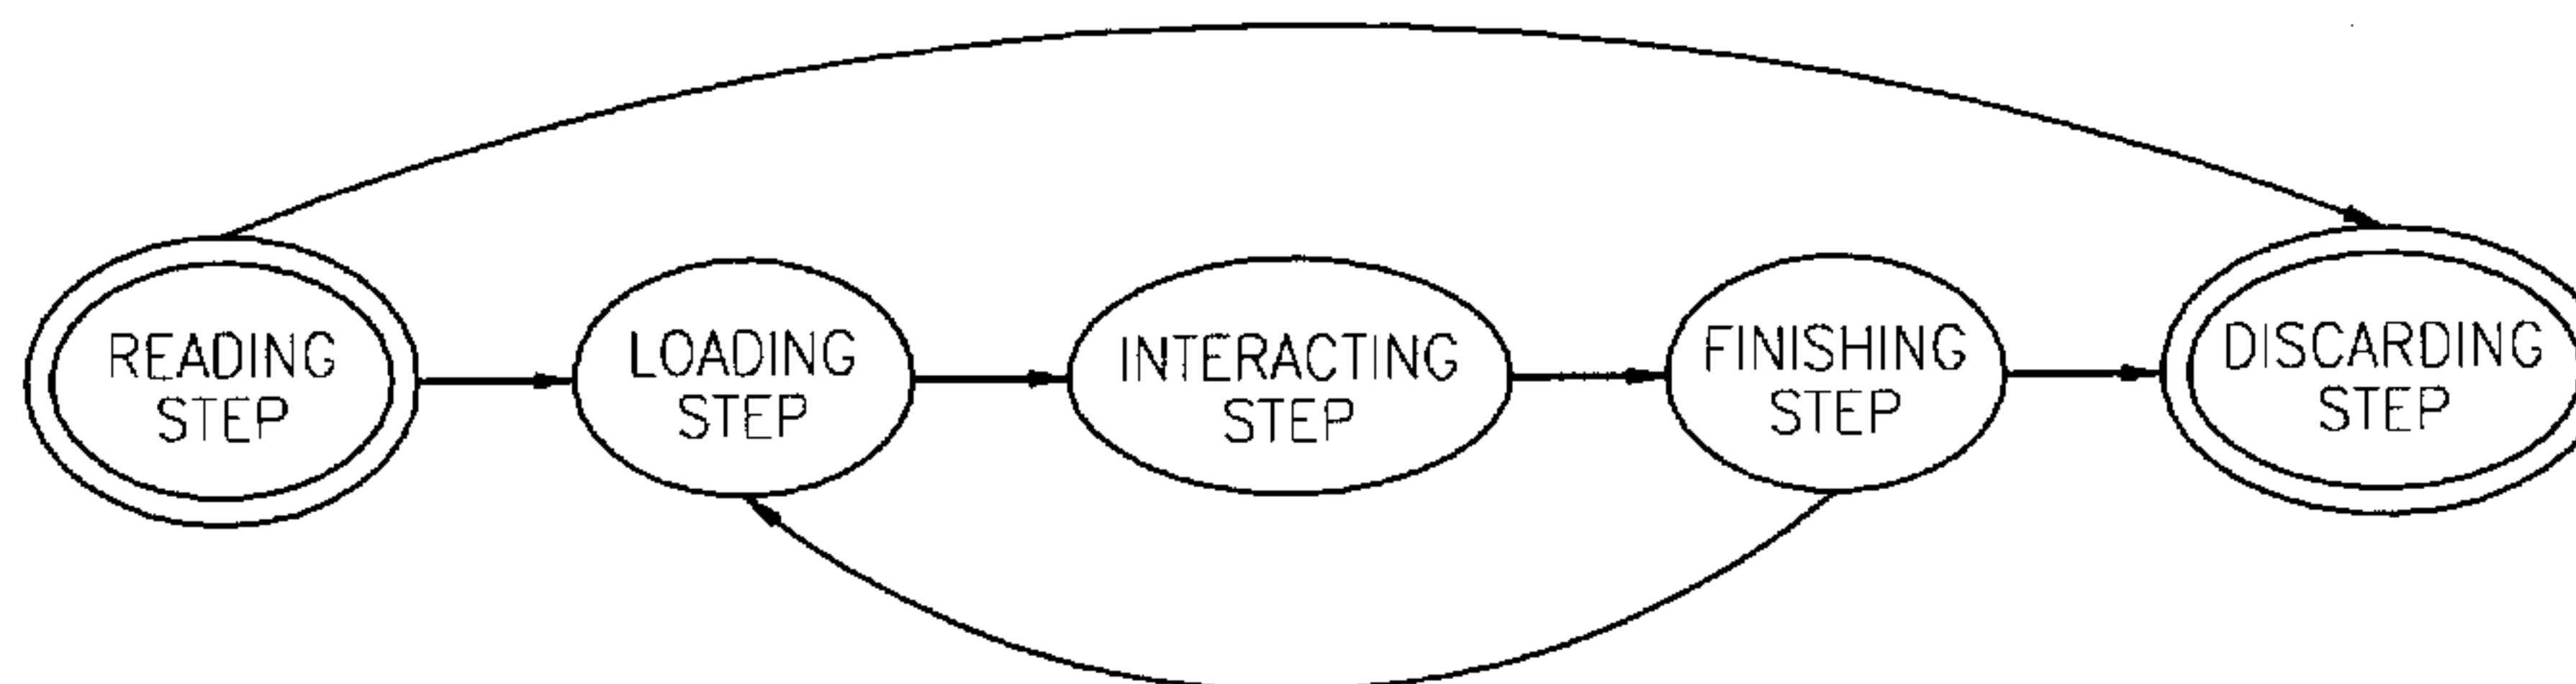 READING
STEP
LOADING
STEP
INTERACTING
STEP
FINISHING
STEP
DISCARDING
STEP